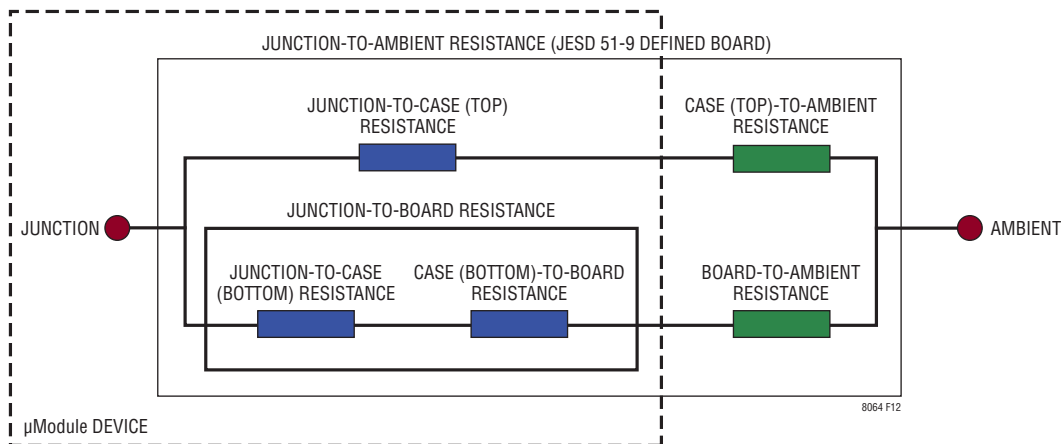 JUNCTION-TO-AMBIENT RESISTANCE (JESD 51-9 DEFINED BOARD)
JUNCTION-TO-CASE (TOP)
RESISTANCE
CASE (TOP)-TO-AMBIENT
RESISTANCE
JUNCTION
JUNCTION-TO-BOARD RESISTANCE
AMBIENT
JUNCTION-TO-CASE
(BOTTOM) RESISTANCE
CASE (BOTTOM)-TO-BOARD
RESISTANCE
BOARD-TO-AMBIENT
RESISTANCE
8064 F12
µModule DEVICE